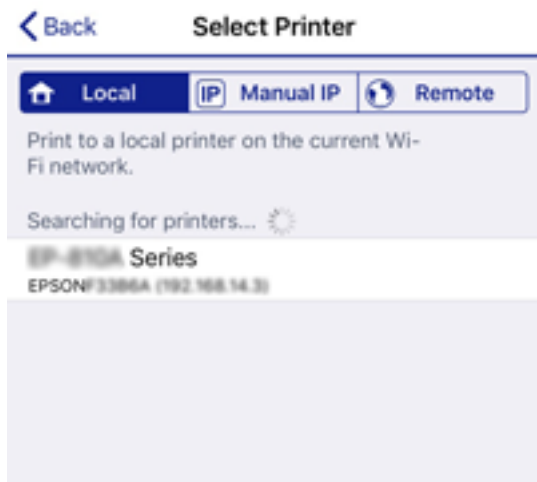 Back
Select Printer
Local
IP Manual IP
Remote
Print to a local printer on the current Wi-
Fi network.
Searching for printers...
Series
EPSON